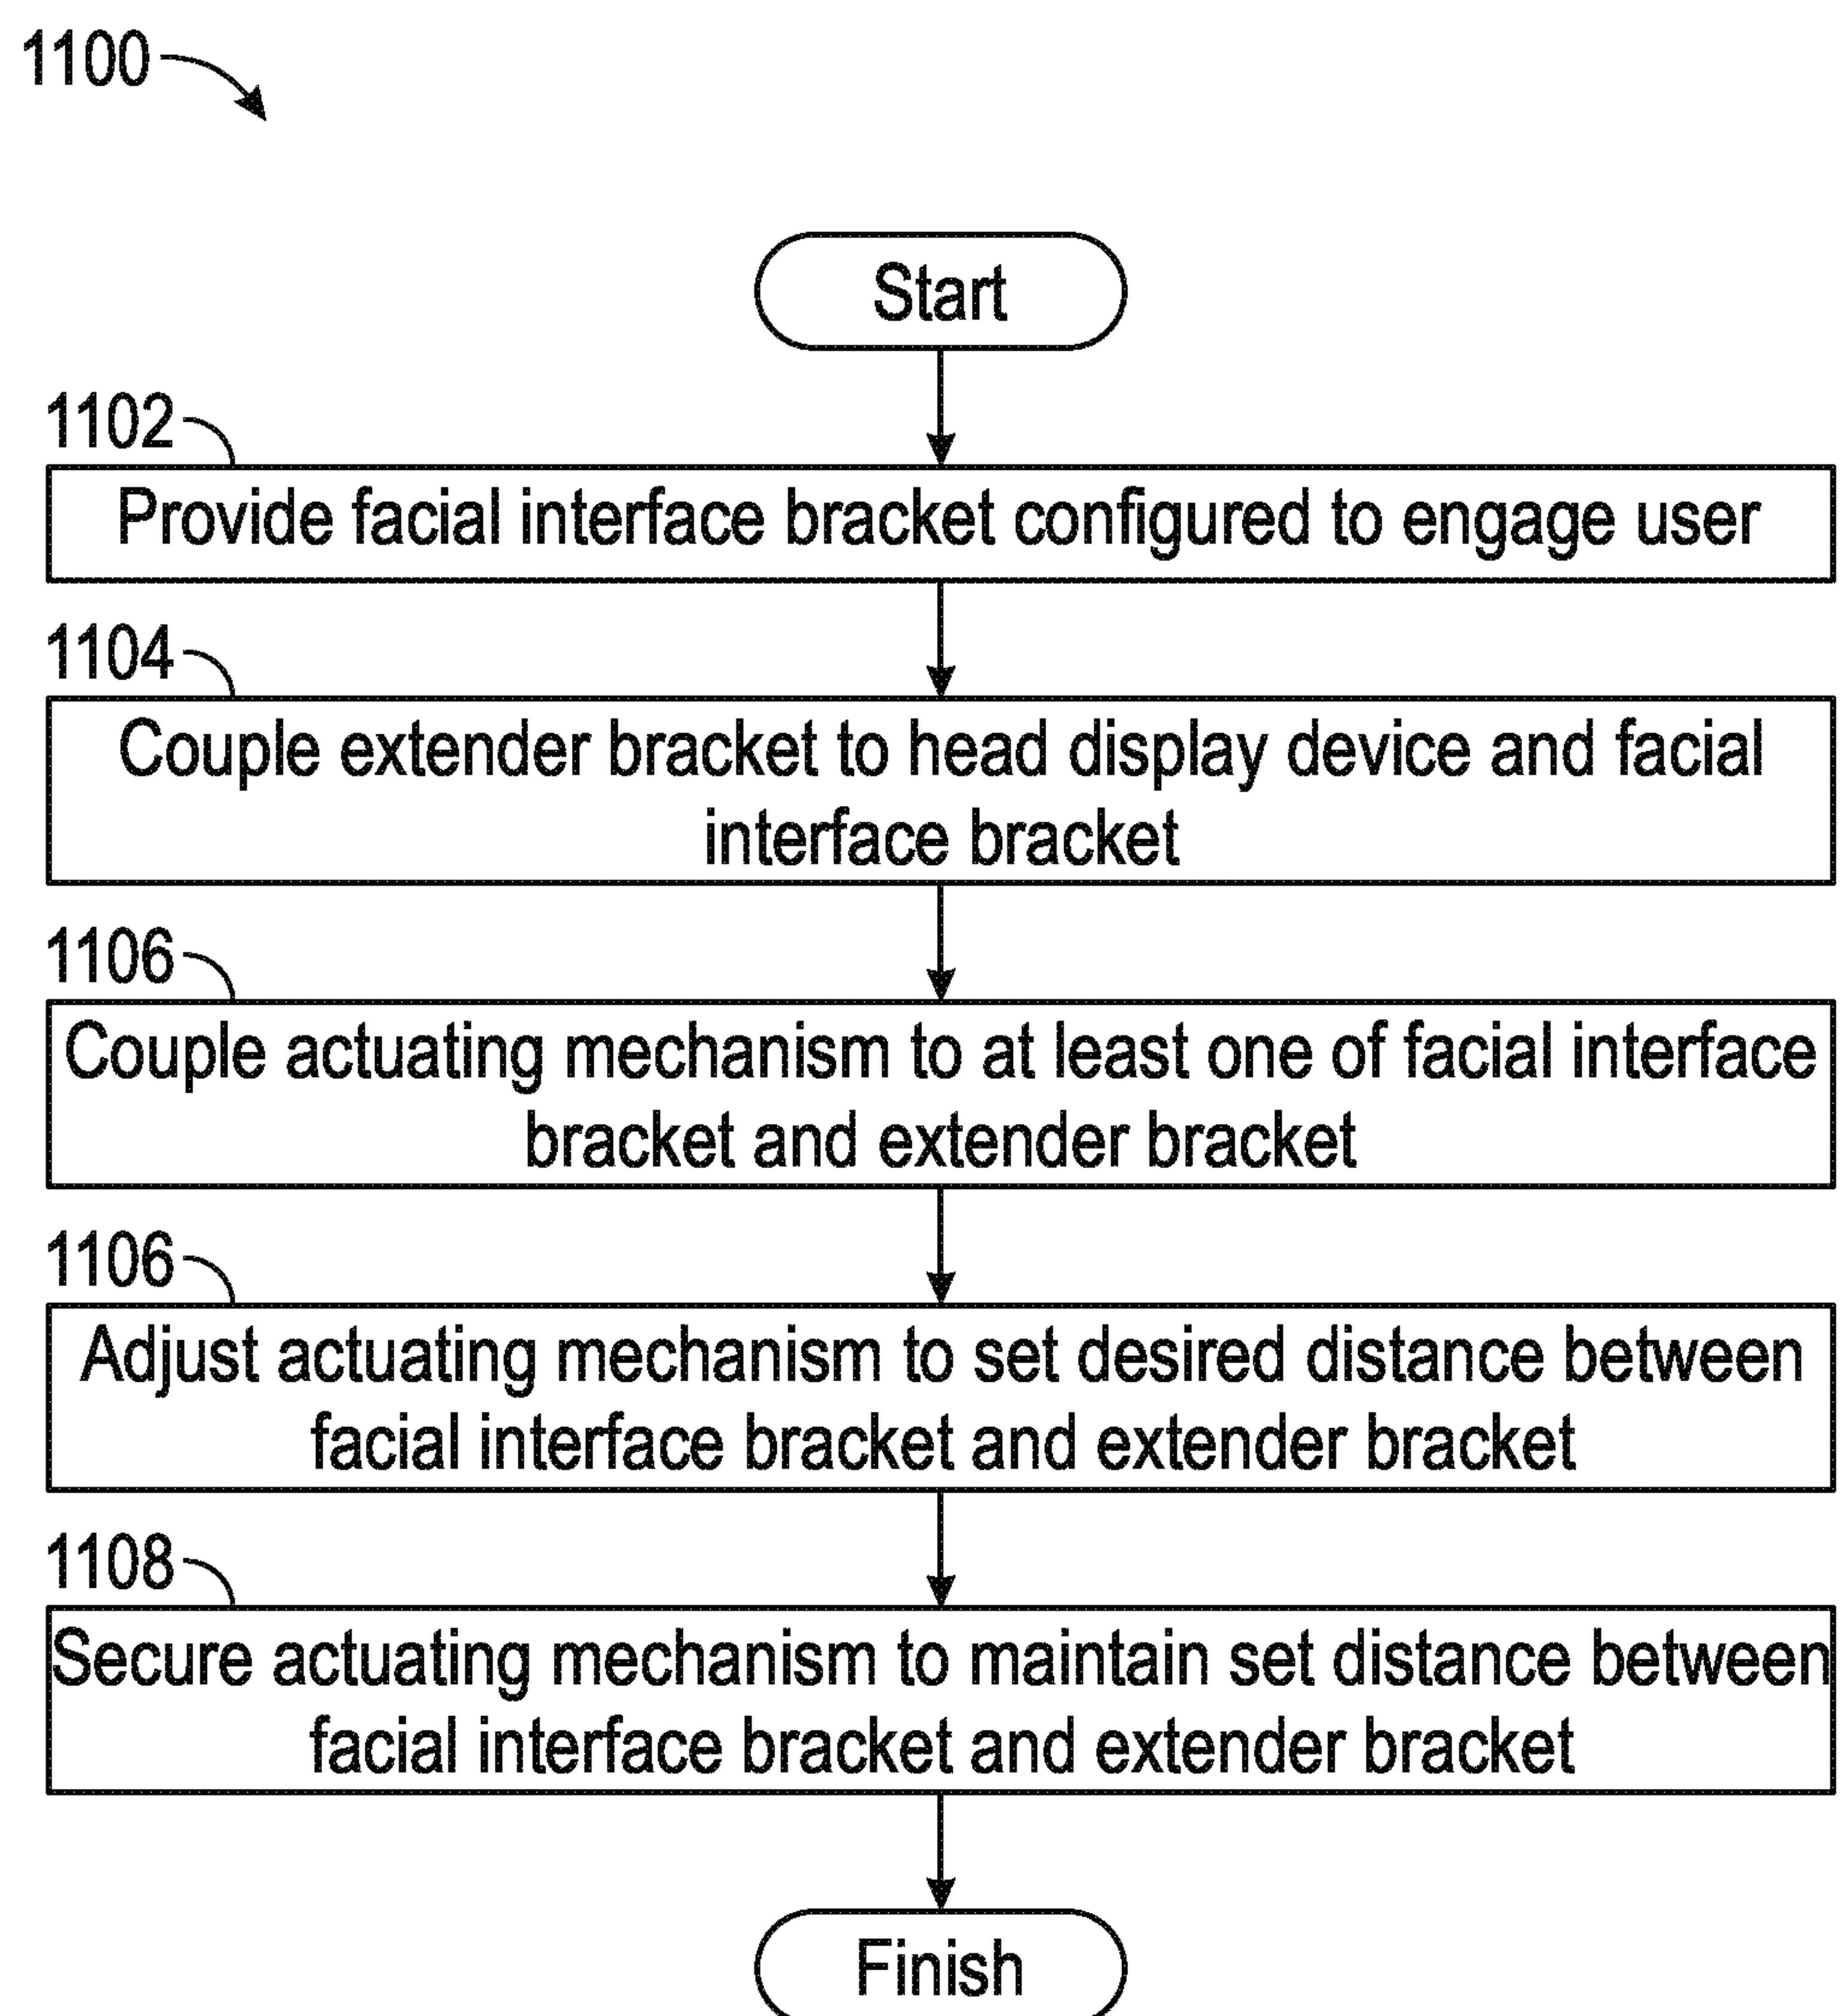 1100
Start
1102
Provide facial interface bracket configured to engage user
1104
Couple extender bracket to head display device and facial
interface bracket
1106
Couple actuating mechanism to at least one of facial interface
bracket and extender bracket
1106
Adjust actuating mechanism to set desired distance between
facial interface bracket and extender bracket
1108
Secure actuating mechanism to maintain set distance between
facial interface bracket and extender bracket
Finish